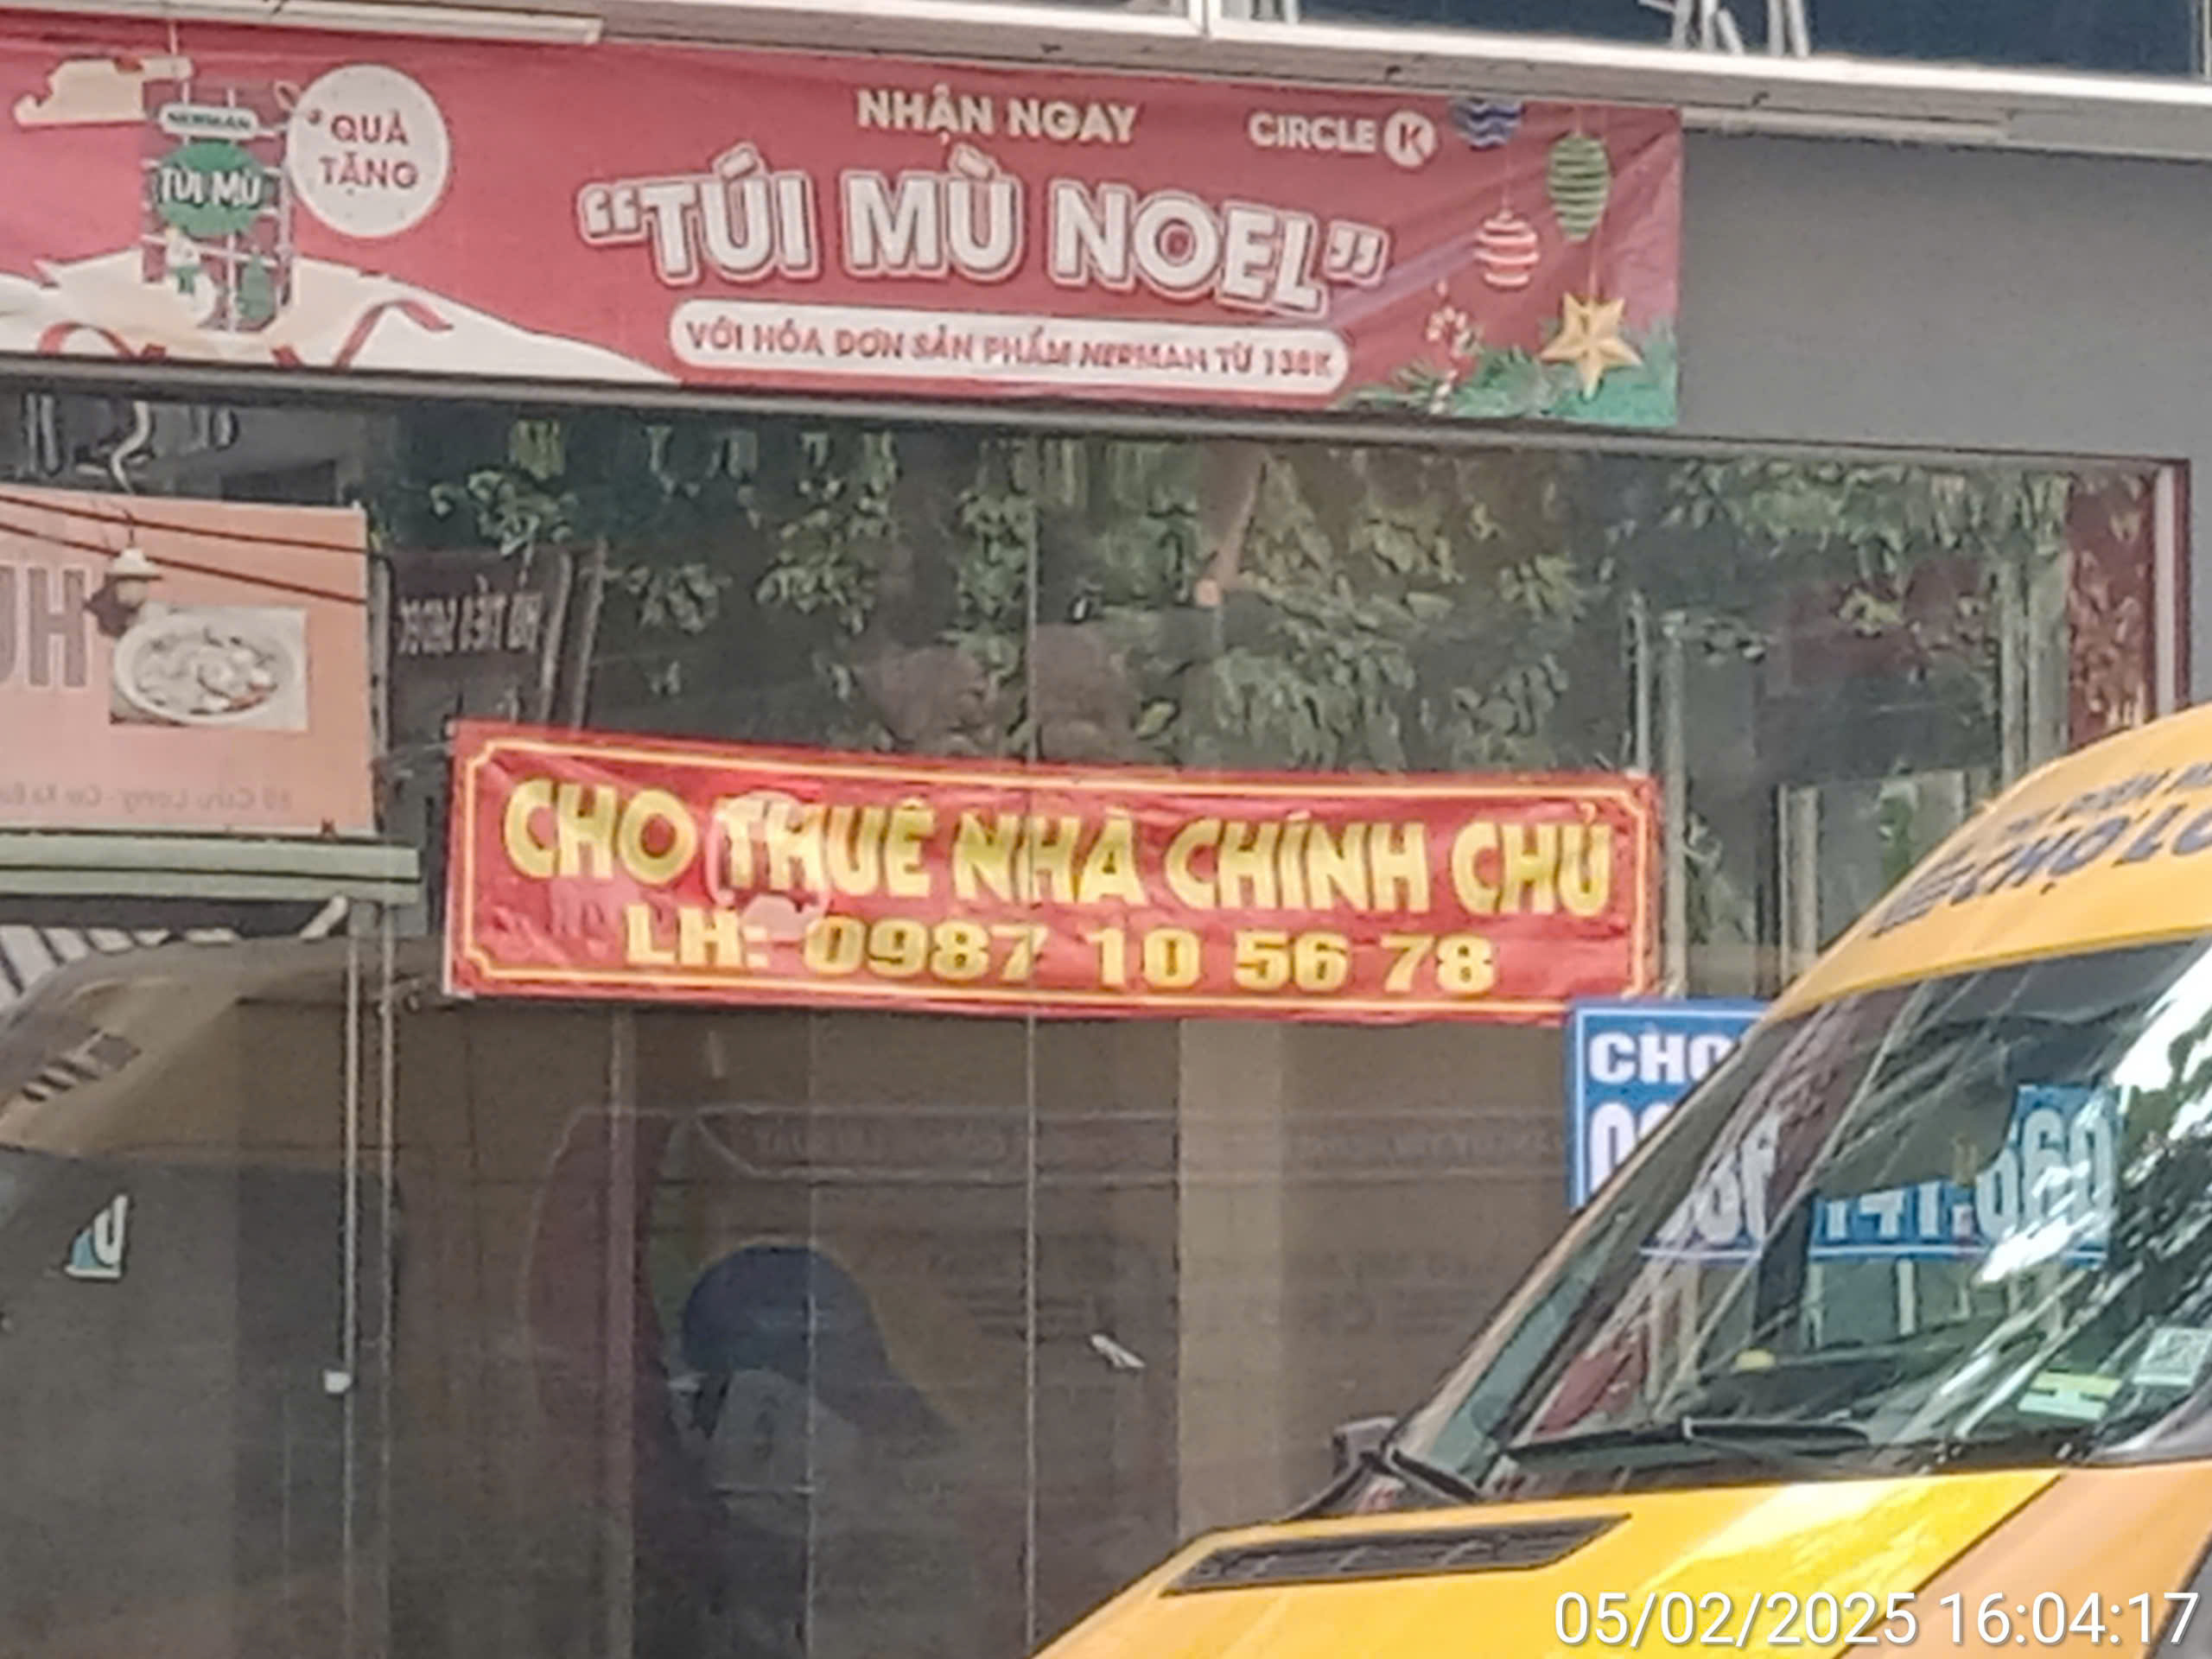 NERMAN
TÚI MÙ
QUÀ
TẶNG
NHẬN NGAY
CIRCLE K
“TÚI MÙ NOEL”
VỚI HÓA ĐƠN SẢN PHẨM NERMAN TỪ 138K
CHO THUÊ NHÀ CHÍNH CHỦ
LH: 0987 10 56 78
CHO
05/02/2025 16:04:17